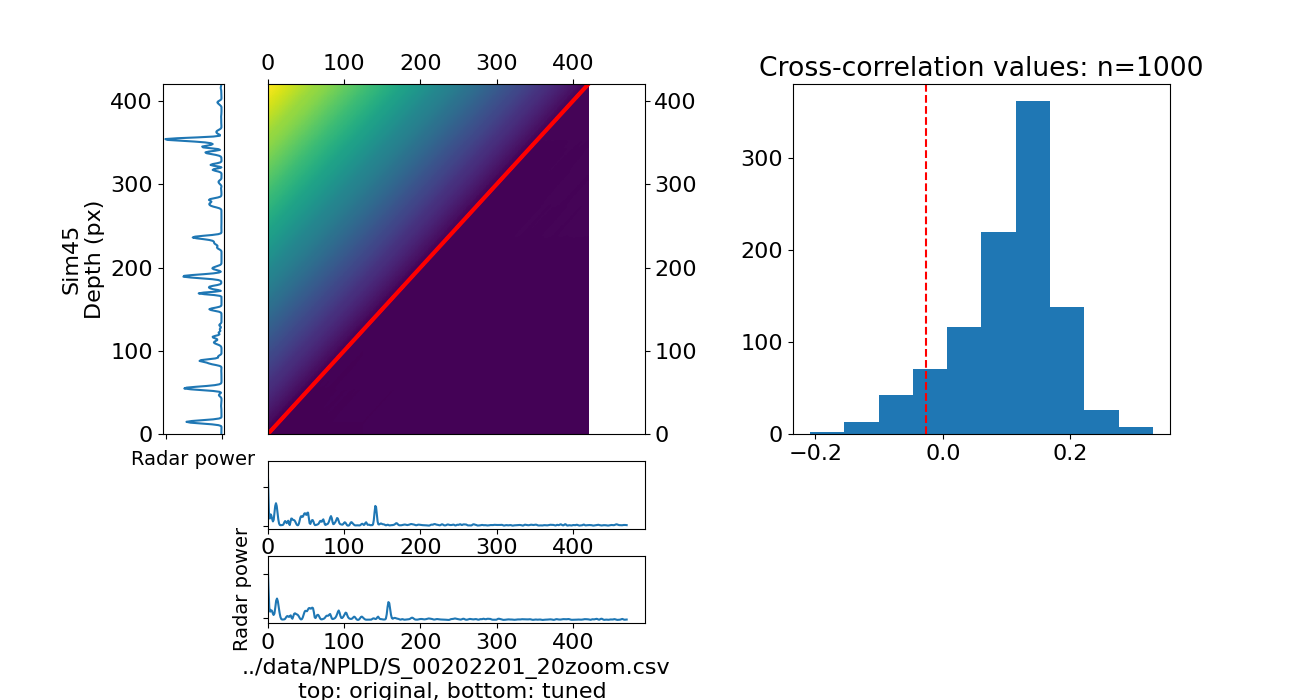 0 100 200 300 400
Cross-correlation values: n=1000
400
300
200
100
0
Sim45
Depth (px)
Radar power
400
300
200
100
0
300
200
100
0
−0.2 0.0 0.2
0 100 200 300 400
Radar power
0 100 200 300 400
../data/NPLD/S_00202201_20zoom.csv
top: original, bottom: tuned